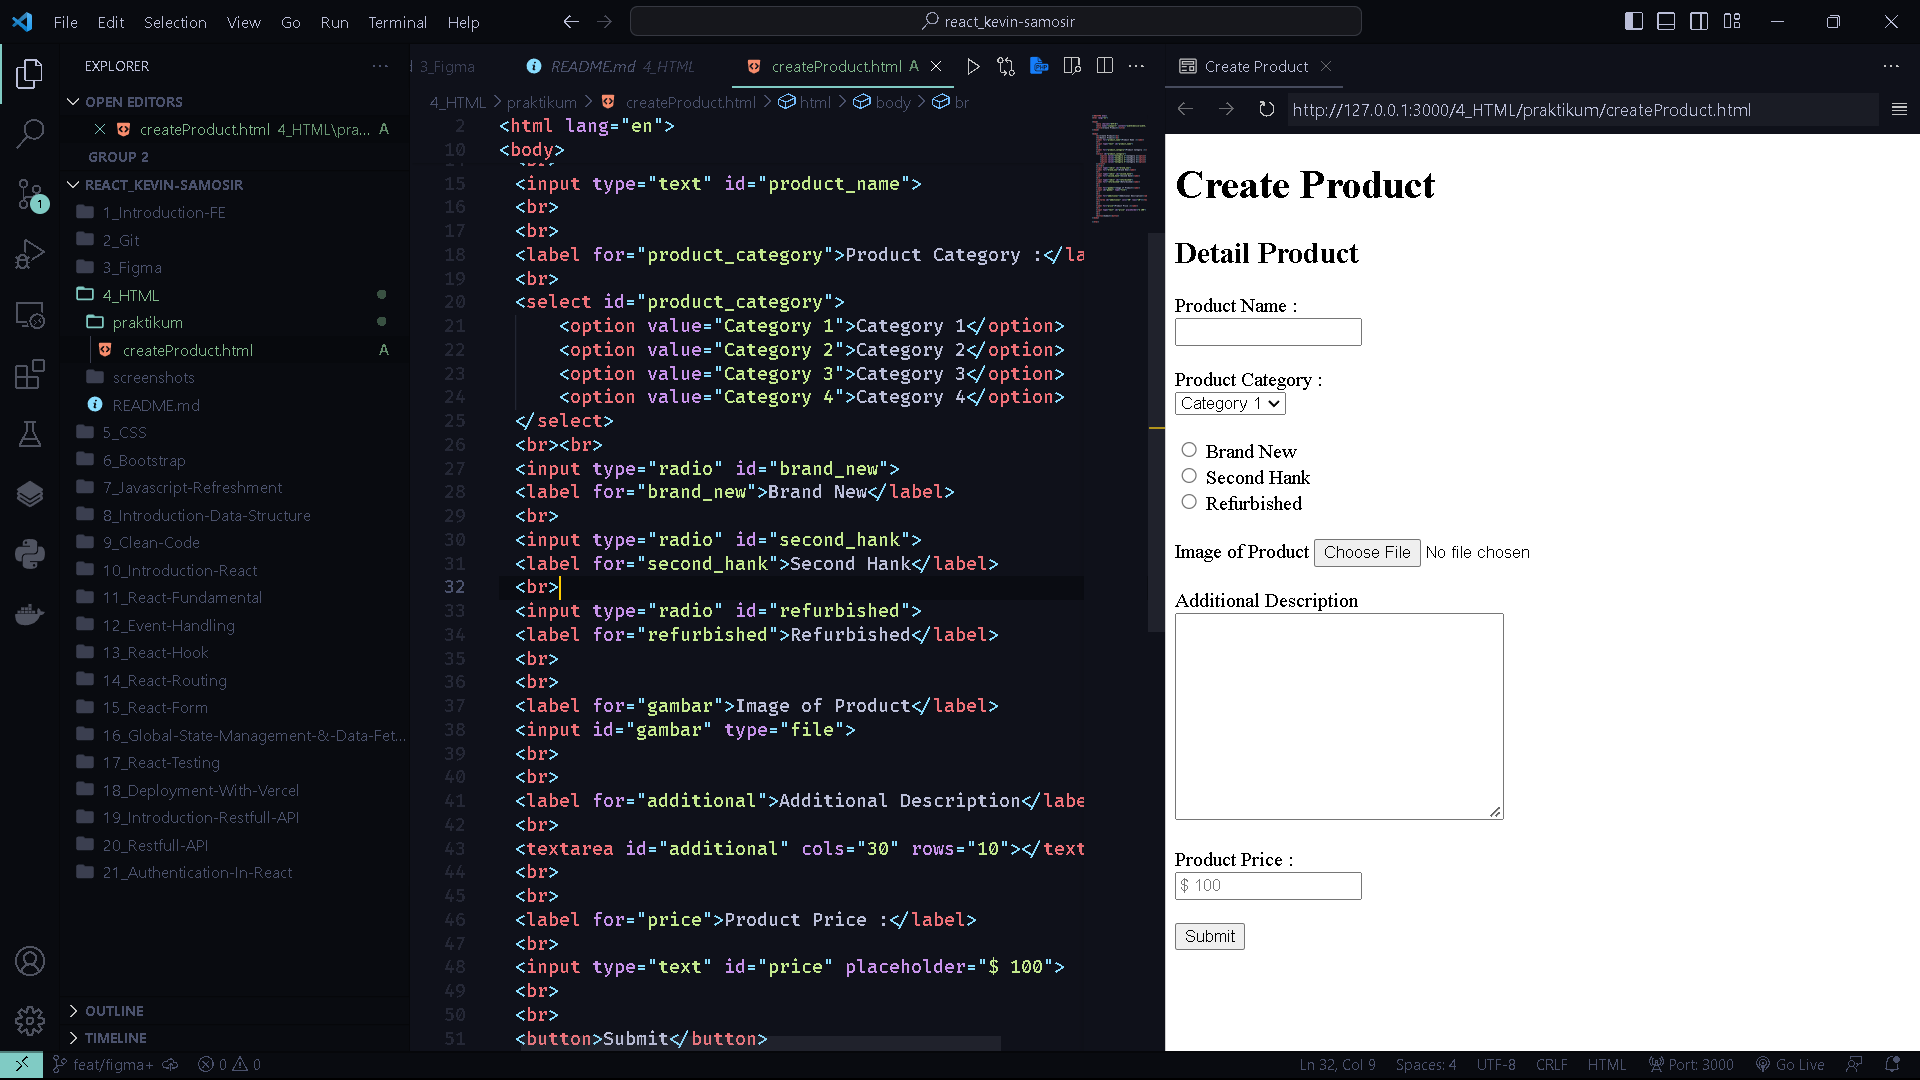 File Edit Selection View Go Run Terminal Help
react_kevin-samosir
EXPLORER
OPEN EDITORS
createProduct.html 4_HTML\pra... A
GROUP 2
REACT_KEVIN-SAMOSIR
1_Introduction-FE
2_Git
3_Figma
4_HTML
praktikum
createProduct.html A
screenshots
README.md
5_CSS
6_Bootstrap
7_Javascript-Refreshment
8_Introduction-Data-Structure
9_Clean-Code
10_Introduction-React
11_React-Fundamental
12_Event-Handling
13_React-Hook
14_React-Routing
15_React-Form
16_Global-State-Management-&-Data-Fet...
17_React-Testing
18_Deployment-With-Vercel
19_Introduction-Restfull-API
20_Restfull-API
21_Authentication-In-React
OUTLINE
TIMELINE
3_Figma
README.md 4_HTML
createProduct.html A
4_HTML > praktikum > createProduct.html > html > body > br
2 <html lang="en">
10 <body>
15 <input type="text" id="product_name">
16 <br>
17 <br>
18 <label for="product_category">Product Category :</la
19 <br>
20 <select id="product_category">
21 <option value="Category 1">Category 1</option>
22 <option value="Category 2">Category 2</option>
23 <option value="Category 3">Category 3</option>
24 <option value="Category 4">Category 4</option>
25 </select>
26 <br><br>
27 <input type="radio" id="brand_new">
28 <label for="brand_new">Brand New</label>
29 <br>
30 <input type="radio" id="second_hank">
31 <label for="second_hank">Second Hank</label>
32 <br>
33 <input type="radio" id="refurbished">
34 <label for="refurbished">Refurbished</label>
35 <br>
36 <br>
37 <label for="gambar">Image of Product</label>
38 <input id="gambar" type="file">
39 <br>
40 <br>
41 <label for="additional">Additional Description</labe
42 <br>
43 <textarea id="additional" cols="30" rows="10"></text
44 <br>
45 <br>
46 <label for="price">Product Price :</label>
47 <br>
48 <input type="text" id="price" placeholder="$ 100">
49 <br>
50 <br>
51 <button>Submit</button>
Create Product
http://127.0.0.1:3000/4_HTML/praktikum/createProduct.html
Create Product
Detail Product
Product Name :
Product Category :
Category 1
Brand New
Second Hank
Refurbished
Image of Product Choose File No file chosen
Additional Description
Product Price :
$ 100
Submit
1
feat/figma+ 0 0
Ln 32, Col 9 Spaces: 4 UTF-8 CRLF HTML Port: 3000 Go Live